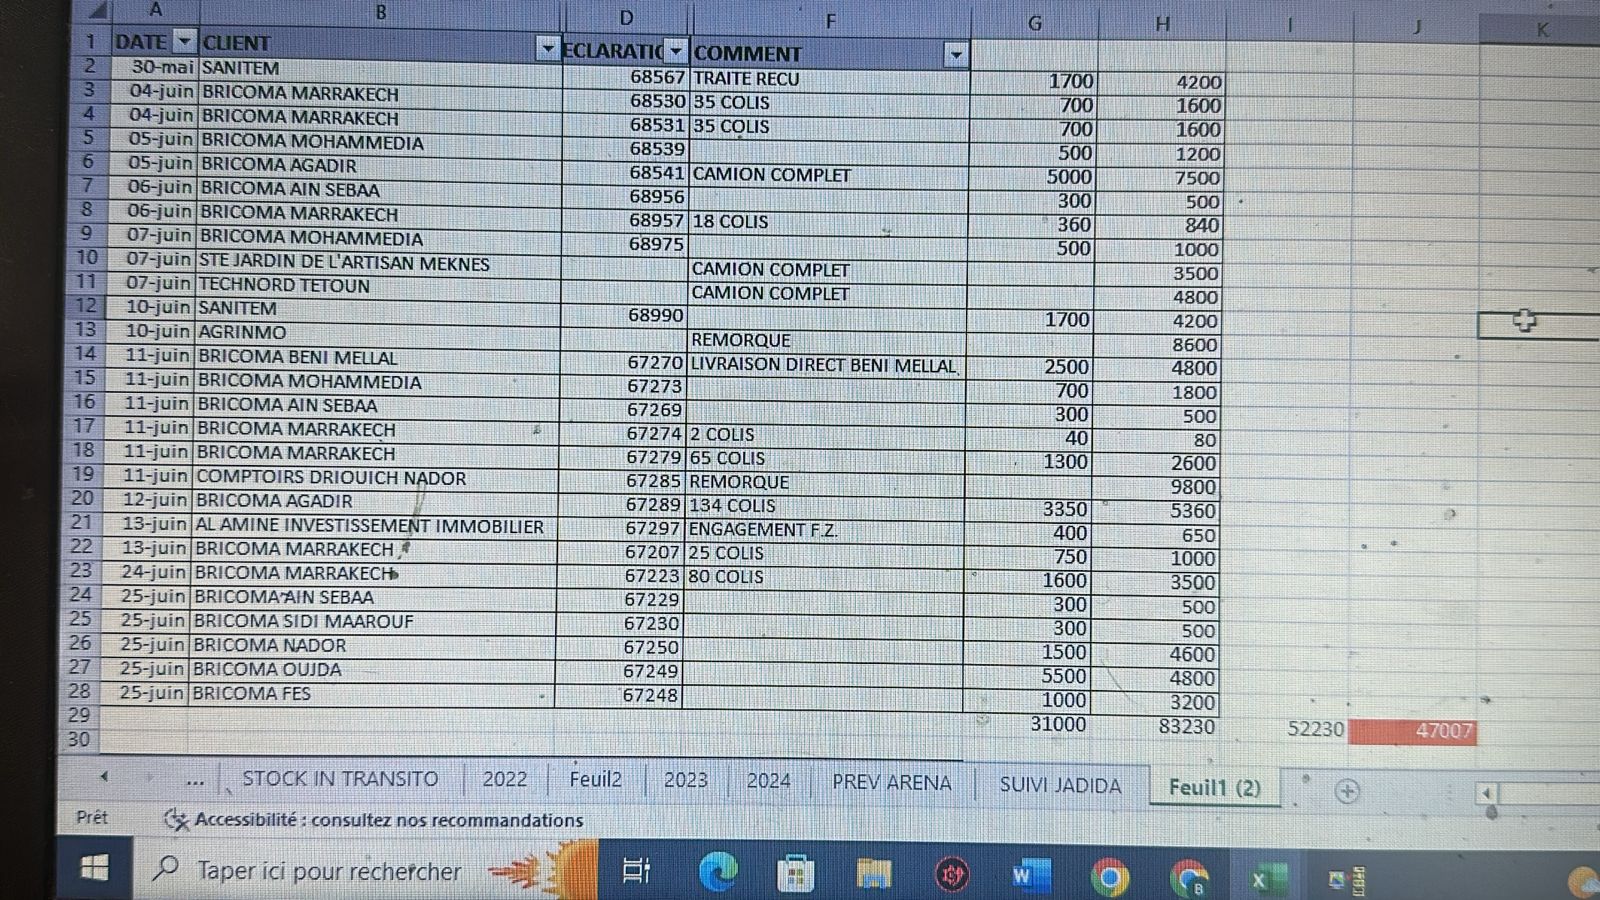 A B D F G H I J K
1 DATE CLIENT ECLARATIO COMMENT
2 30-mai SANITEM 68567 TRAITE RECU 1700 4200
3 04-juin BRICOMA MARRAKECH 68530 35 COLIS 700 1600
4 04-juin BRICOMA MARRAKECH 68531 35 COLIS 700 1600
5 05-juin BRICOMA MOHAMMEDIA 68539 500 1200
6 05-juin BRICOMA AGADIR 68541 CAMION COMPLET 5000 7500
7 06-juin BRICOMA AIN SEBAA 68956 300 500
8 06-juin BRICOMA MARRAKECH 68957 18 COLIS 360 840
9 07-juin BRICOMA MOHAMMEDIA 68975 500 1000
10 07-juin STE JARDIN DE L'ARTISAN MEKNES CAMION COMPLET 3500
11 07-juin TECHNORD TETOUN CAMION COMPLET 4800
12 10-juin SANITEM 68990 1700 4200
13 10-juin AGRINMO REMORQUE 8600
14 11-juin BRICOMA BENI MELLAL 67270 LIVRAISON DIRECT BENI MELLAL 2500 4800
15 11-juin BRICOMA MOHAMMEDIA 67273 700 1800
16 11-juin BRICOMA AIN SEBAA 67269 300 500
17 11-juin BRICOMA MARRAKECH 67274 2 COLIS 40 80
18 11-juin BRICOMA MARRAKECH 67279 65 COLIS 1300 2600
19 11-juin COMPTOIRS DRIOUICH NADOR 67285 REMORQUE 9800
20 12-juin BRICOMA AGADIR 67289 134 COLIS 3350 5360
21 13-juin AL AMINE INVESTISSEMENT IMMOBILIER 67297 ENGAGEMENT F.Z. 400 650
22 13-juin BRICOMA MARRAKECH 67207 25 COLIS 750 1000
23 24-juin BRICOMA MARRAKECH 67223 80 COLIS 1600 3500
24 25-juin BRICOMA AIN SEBAA 67229 300 500
25 25-juin BRICOMA SIDI MAAROUF 67230 300 500
26 25-juin BRICOMA NADOR 67250 1500 4600
27 25-juin BRICOMA OUJDA 67249 5500 4800
28 25-juin BRICOMA FES 67248 1000 3200
29 31000 83230 52230 47007
30
... STOCK IN TRANSITO 2022 Feuil2 2023 2024 PREV ARENA SUIVI JADIDA Feuil1 (2)
Prêt Accessibilité : consultez nos recommandations
Taper ici pour rechercher